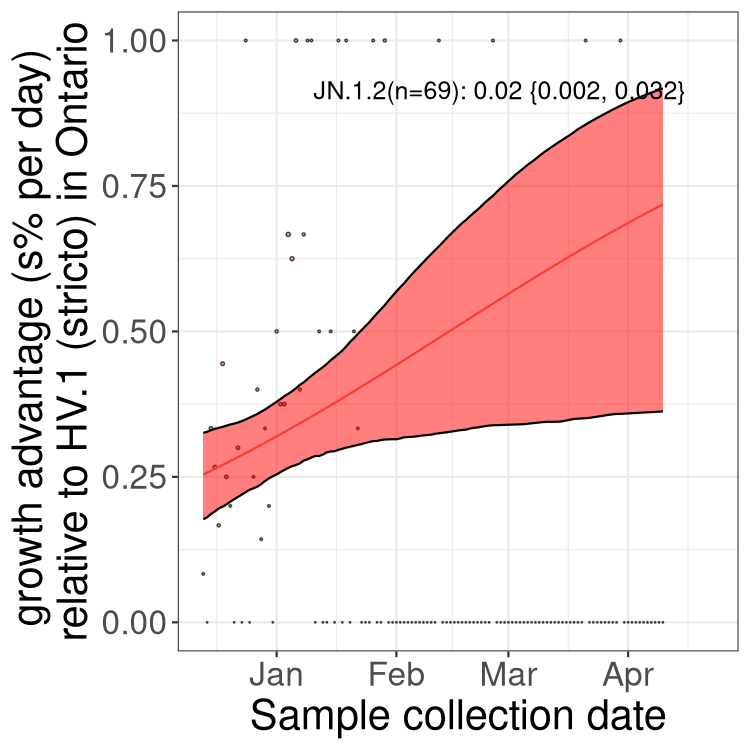 growth advantage (s% per day)
relative to HV.1 (stricto) in Ontario
1.00
0.75
0.50
0.25
0.00
JN.1.2(n=69): 0.02 {0.002, 0.032}
Jan Feb Mar Apr
Sample collection date